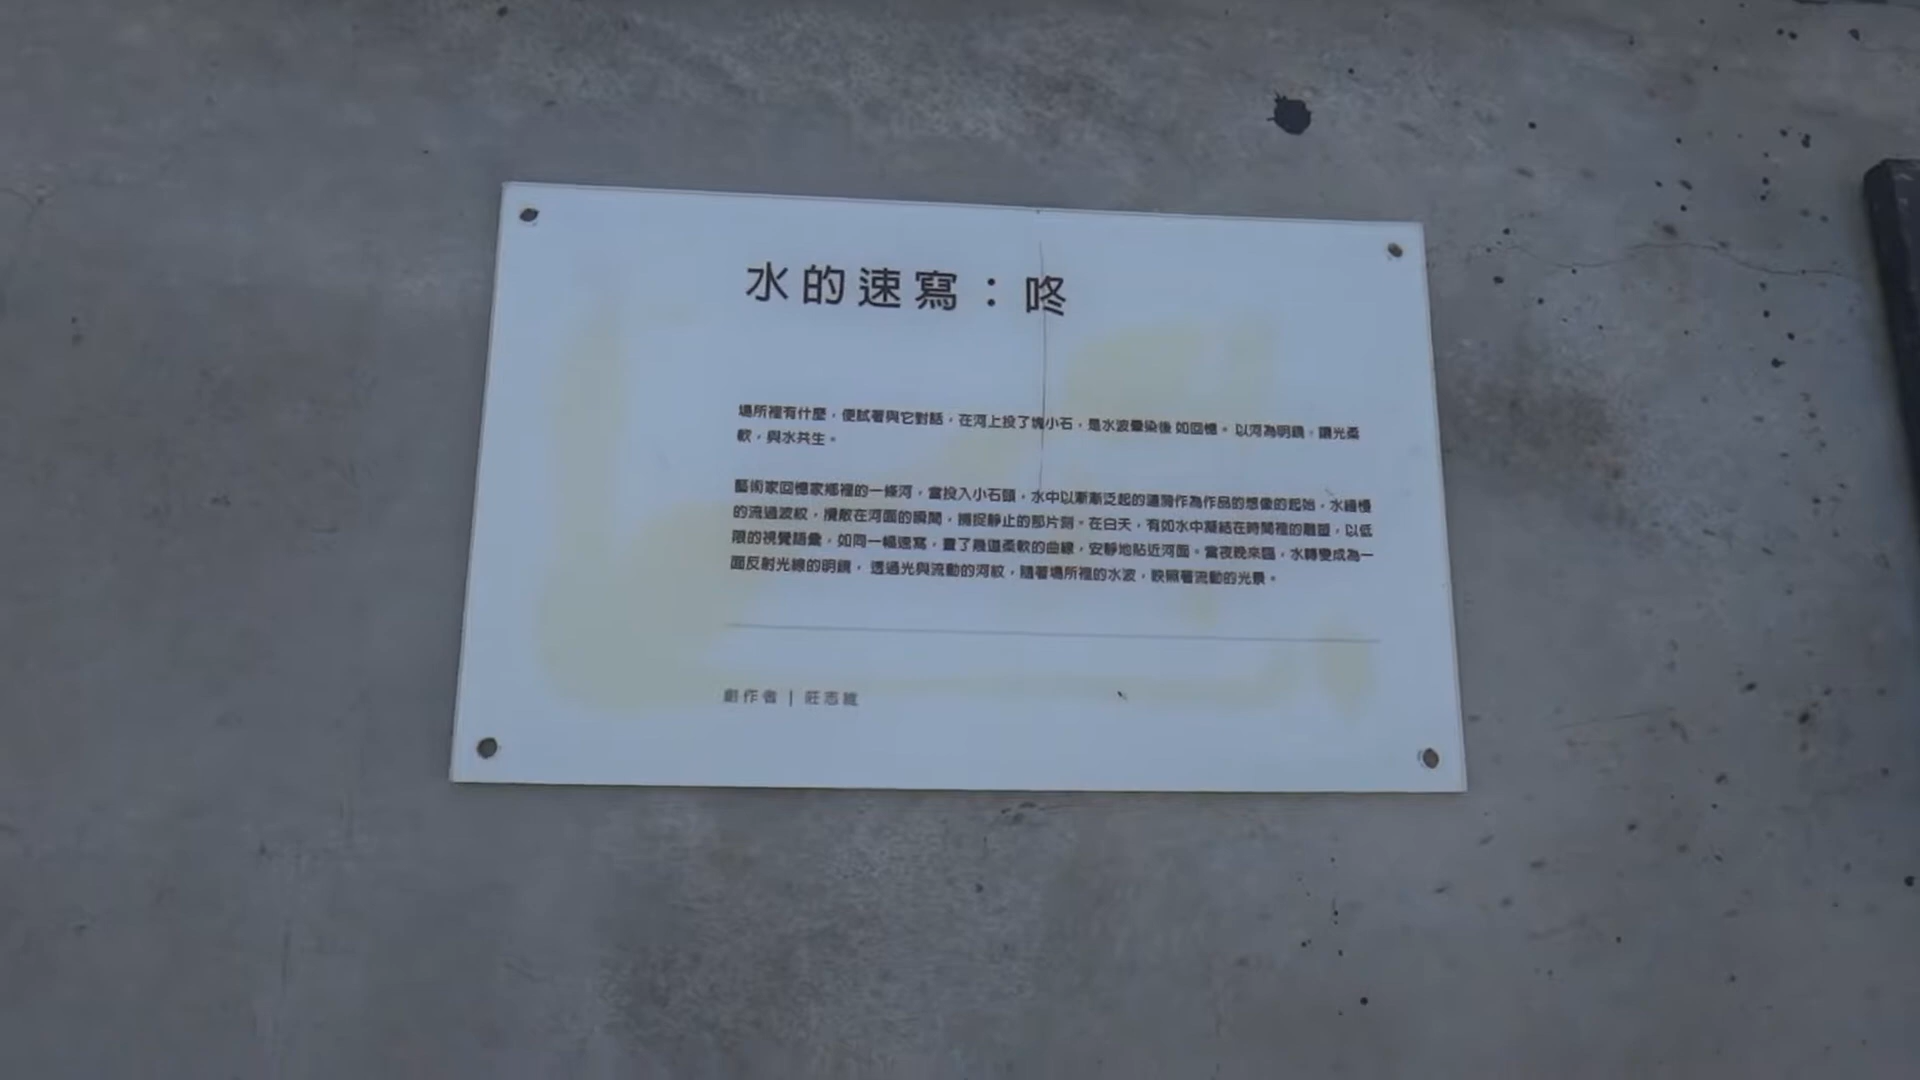 水的速寫：咚
場所裡有什麼，便試著與它對話，在河上投了塊小石，是水波暈染後 如回憶。 以河為明鏡，讓光柔
軟，與水共生。
藝術家回憶家鄉裡的一條河，當投入小石頭，水中以漸漸泛起的漣漪作為作品的想像的起始，水緩慢
的流過波紋，攪散在河面的瞬間，捕捉靜止的那片刻。在白天，有如水中凝結在時間裡的雕塑，以低
限的視覺語彙，如同一幅速寫，畫了幾道柔軟的曲線，安靜地貼近河面。當夜晚來臨，水轉變成為一
面反射光線的明鏡， 透過光與流動的河紋，隨著場所裡的水波，映照著流動的光景。
創作者 | 莊志維